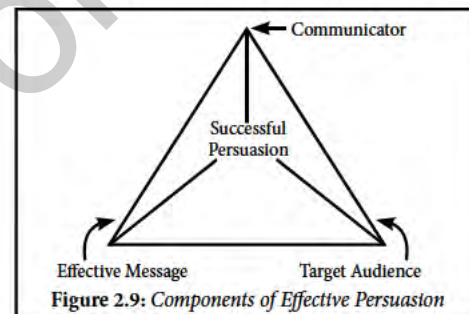 Communicator
Successful
Persuasion
Effective Message
Target Audience
Figure 2.9: Components of Effective Persuasion